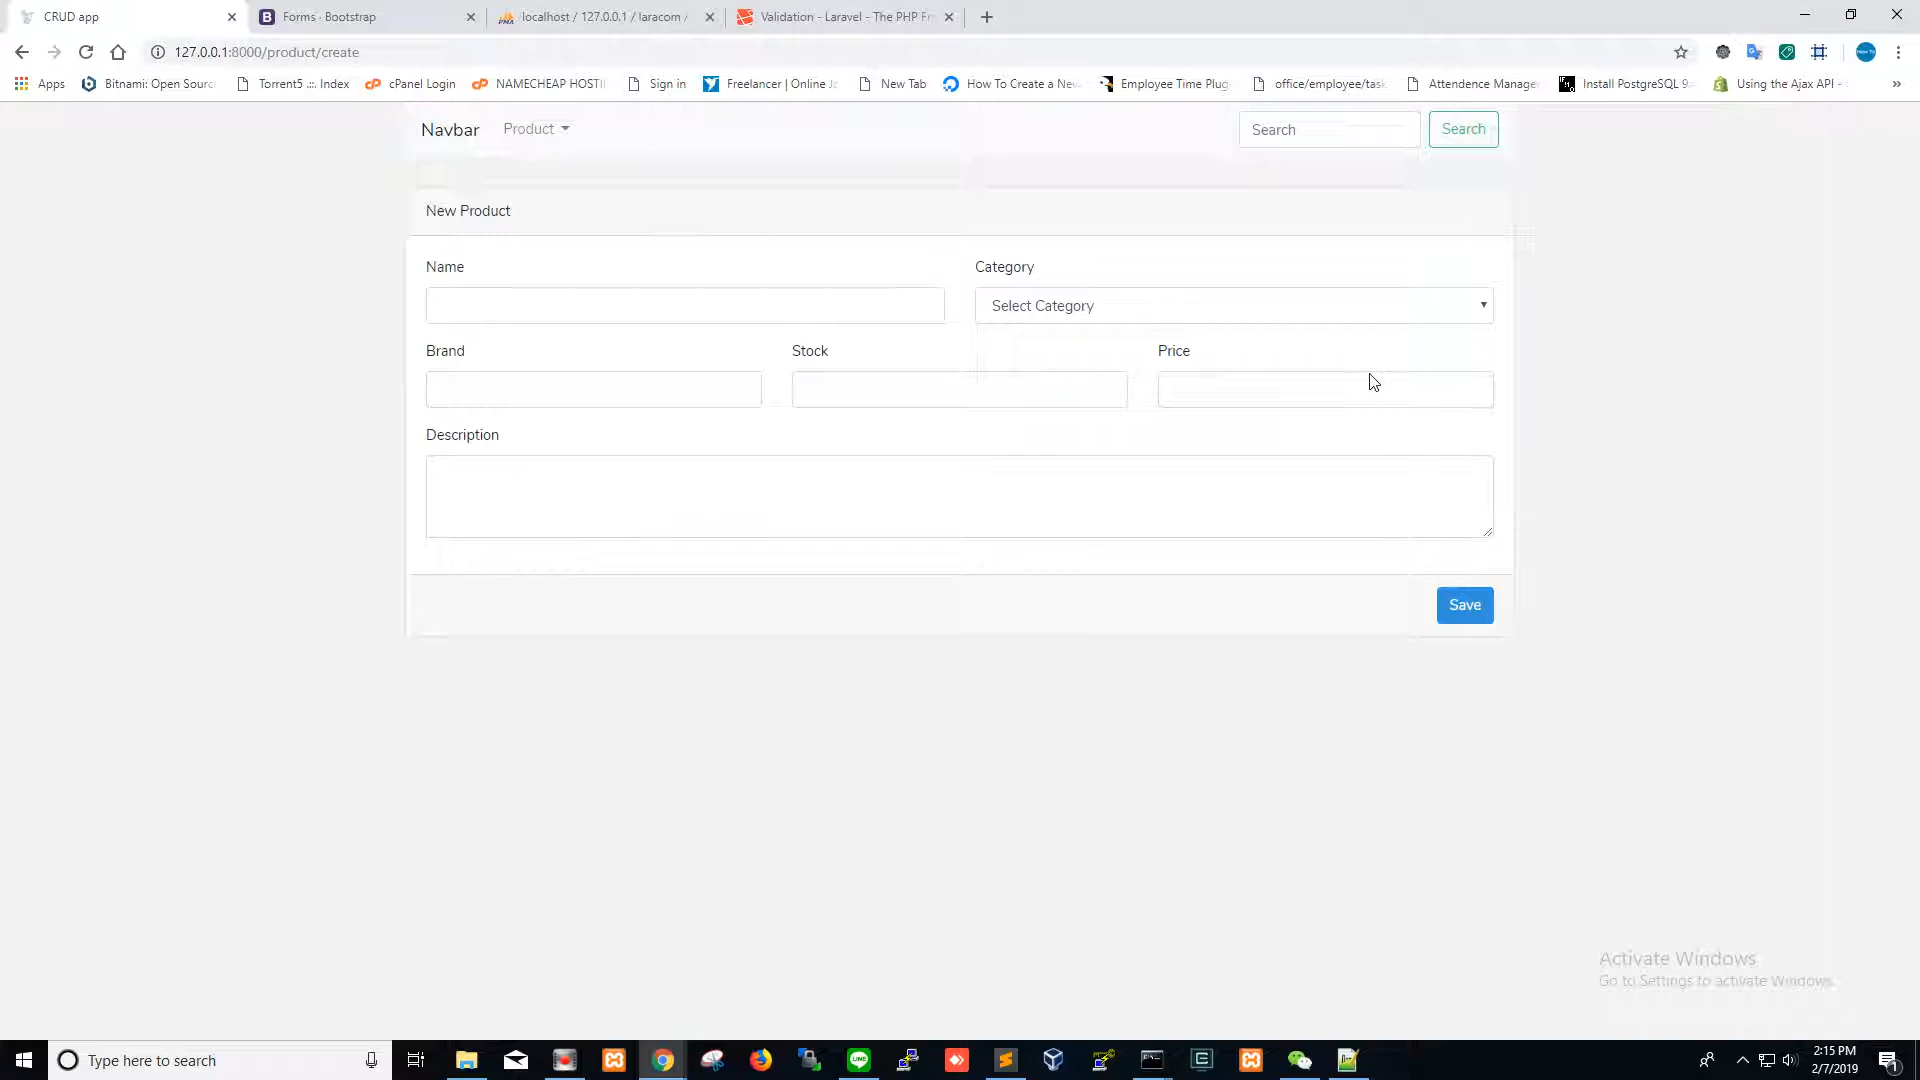 CRUD app
Forms · Bootstrap
localhost / 127.0.0.1 / laracom /
Validation - Laravel - The PHP Fr
127.0.0.1:8000/product/create
Apps
Bitnami: Open Sourc
Torrent5 .::. Index
cPanel Login
NAMECHEAP HOSTI
Sign in
Freelancer | Online Jo
New Tab
How To Create a New
Employee Time Plug
office/employee/task
Attendence Manager
Install PostgreSQL 9.
Using the Ajax API -
»
Navbar
Product
Search
Search
New Product
Name
Category
Select Category
Brand
Stock
Price
Description
Save
Activate Windows
Go to Settings to activate Windows.
Type here to search
2:15 PM
2/7/2019
1